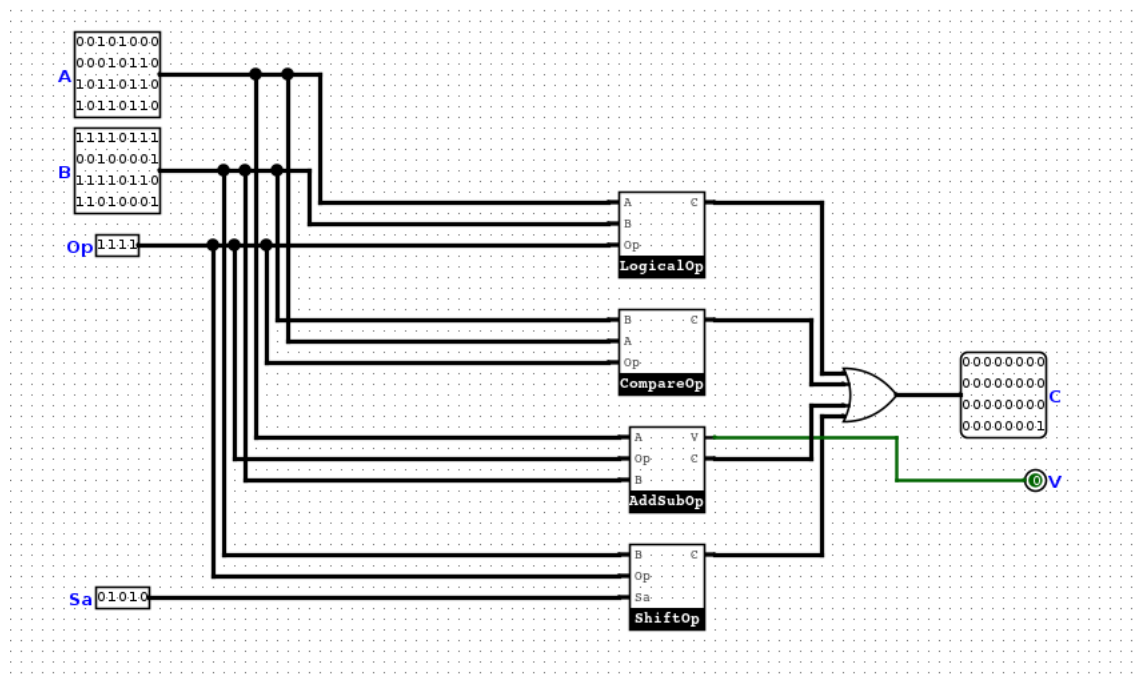 A
00101000
00010110
10110110
10110110
B
11110111
00100001
11110110
11010001
Op
1111
A C
B
Op
LogicalOp
B C
A
Op
CompareOp
00000000
00000000
00000000
00000001
C
A V
Op C
B
AddSubOp
0
V
B C
Op
Sa
ShiftOp
Sa
01010